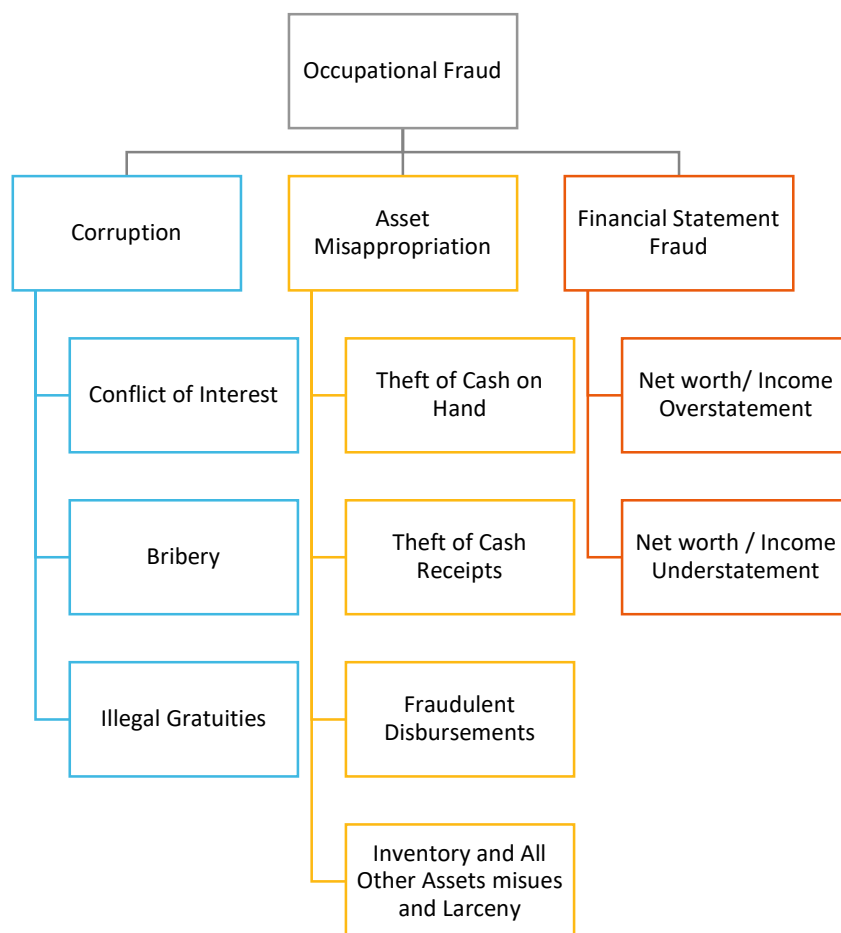 Occupational Fraud
Corruption
Asset
Misappropriation
Financial Statement
Fraud
Conflict of Interest
Theft of Cash on
Hand
Net worth/ Income
Overstatement
Bribery
Theft of Cash
Receipts
Net worth / Income
Understatement
Illegal Gratuities
Fraudulent
Disbursements
Inventory and All
Other Assets misues
and Larceny